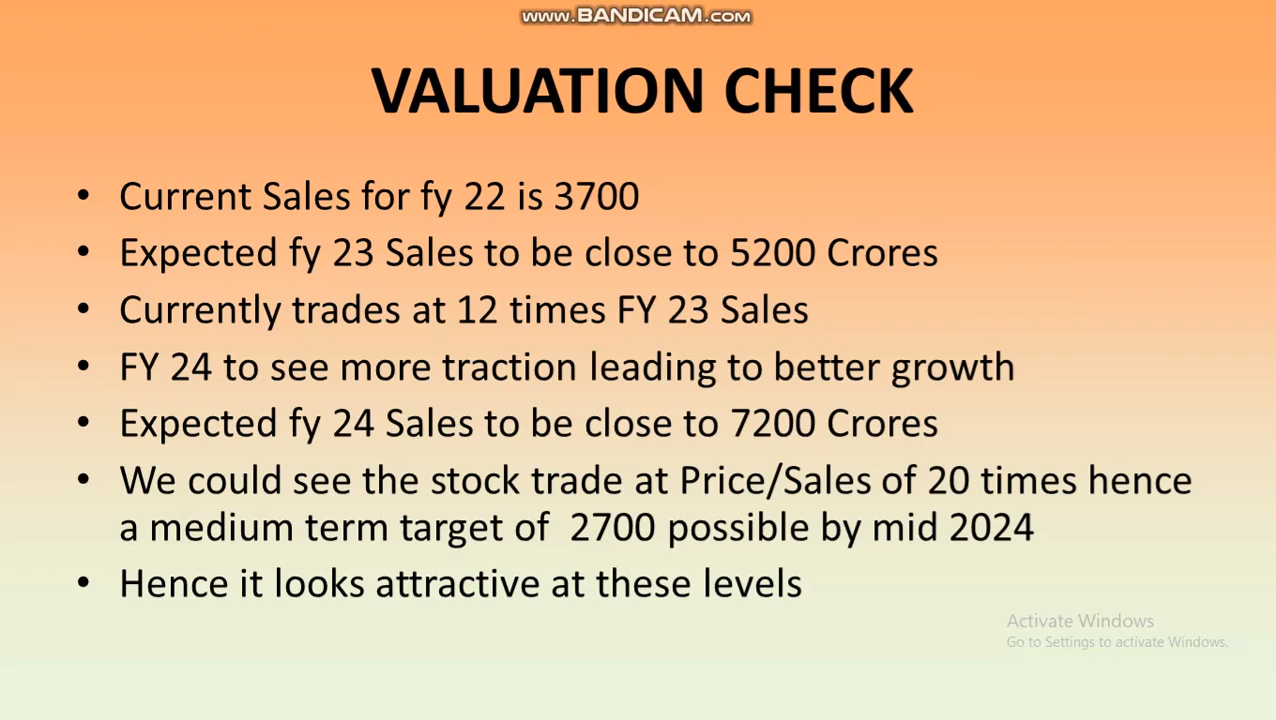 www.BANDICAM.com
VALUATION CHECK
• Current Sales for fy 22 is 3700
• Expected fy 23 Sales to be close to 5200 Crores
• Currently trades at 12 times FY 23 Sales
• FY 24 to see more traction leading to better growth
• Expected fy 24 Sales to be close to 7200 Crores
• We could see the stock trade at Price/Sales of 20 times hence
a medium term target of  2700 possible by mid 2024
• Hence it looks attractive at these levels
Activate Windows
Go to Settings to activate Windows.